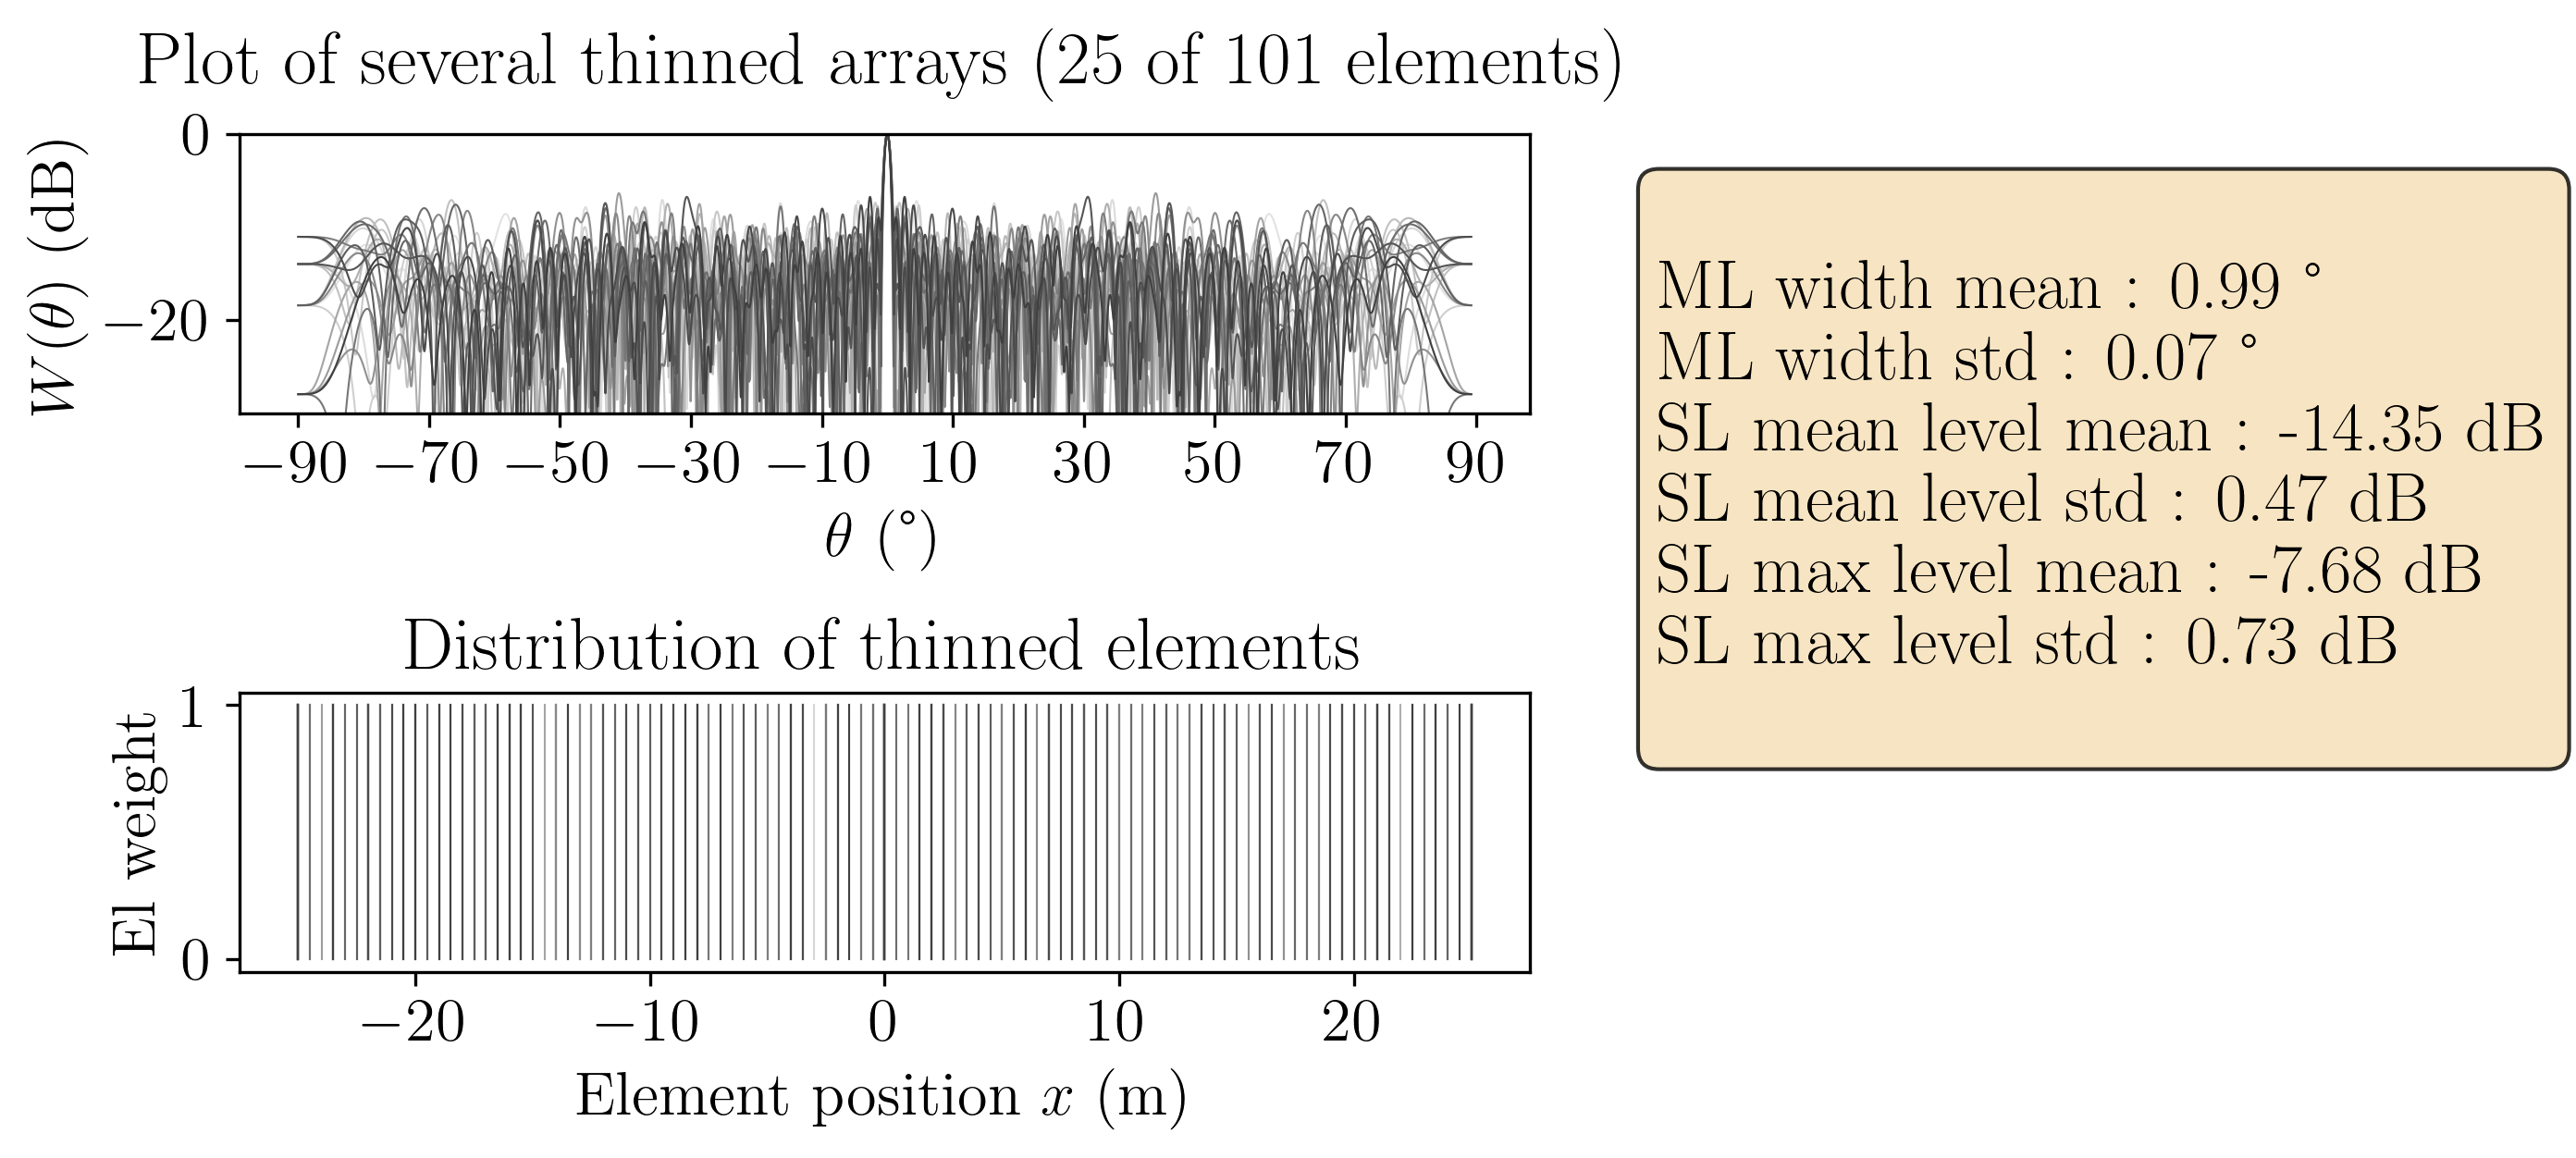 Plot of several thinned arrays (25 of 101 elements)
W(θ) (dB)
0
−20
−90 −70 −50 −30 −10 10 30 50 70 90
θ (°)
ML width mean : 0.99 °
ML width std : 0.07 °
SL mean level mean : -14.35 dB
SL mean level std : 0.47 dB
SL max level mean : -7.68 dB
SL max level std : 0.73 dB
Distribution of thinned elements
El weight
1
0
−20 −10 0 10 20
Element position x (m)